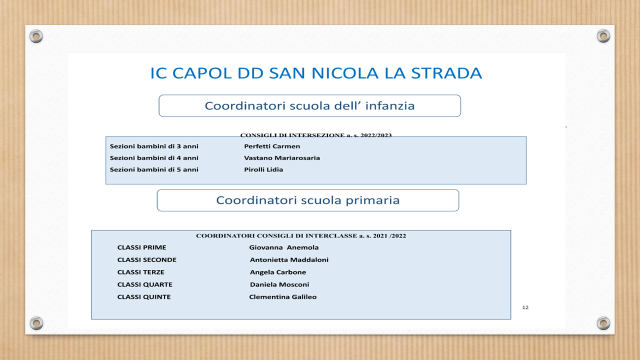 IC CAPOL DD SAN NICOLA LA STRADA
Coordinatori scuola dell’ infanzia
CONSIGLI DI INTERSEZIONE a. s. 2022/2023
Sezioni bambini di 3 anni Perfetti Carmen
Sezioni bambini di 4 anni Vastano Mariarosaria
Sezioni bambini di 5 anni Pirolli Lidia
Coordinatori scuola primaria
COORDINATORI CONSIGLI DI INTERCLASSE a. s. 2021 /2022
CLASSI PRIME Giovanna Anemola
CLASSI SECONDE Antonietta Maddaloni
CLASSI TERZE Angela Carbone
CLASSI QUARTE Daniela Mosconi
CLASSI QUINTE Clementina Galileo
12